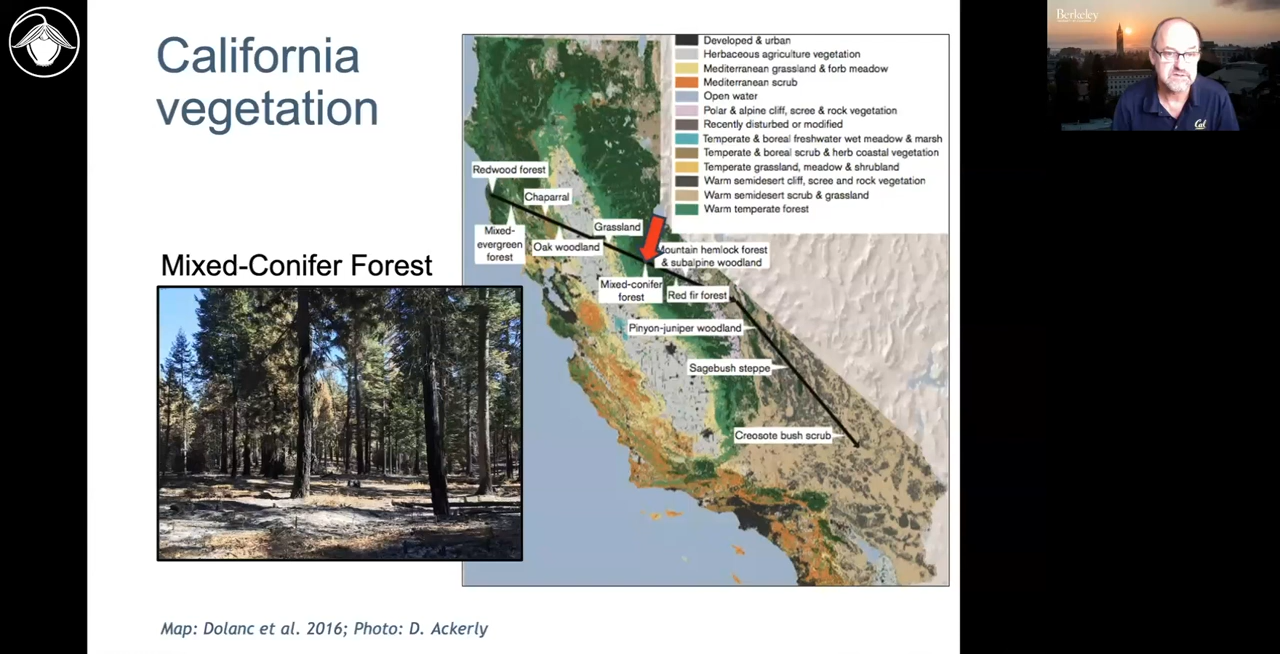 California
vegetation
Mixed-Conifer Forest
Developed & urban
Herbaceous agriculture vegetation
Mediterranean grassland & forb meadow
Mediterranean scrub
Open water
Polar & alpine cliff, scree & rock vegetation
Recently disturbed or modified
Temperate & boreal freshwater wet meadow & marsh
Temperate & boreal scrub & herb coastal vegetation
Temperate grassland, meadow & shrubland
Warm semidesert cliff, scree and rock vegetation
Warm semidesert scrub & grassland
Warm temperate forest
Redwood forest
Chaparral
Mixed-
evergreen
forest
Oak woodland
Grassland
Mountain hemlock forest
& subalpine woodland
Mixed-conifer
forest
Red fir forest
Pinyon-juniper woodland
Sagebush steppe
Creosote bush scrub
Map: Dolanc et al. 2016; Photo: D. Ackerly
Berkeley
Cal